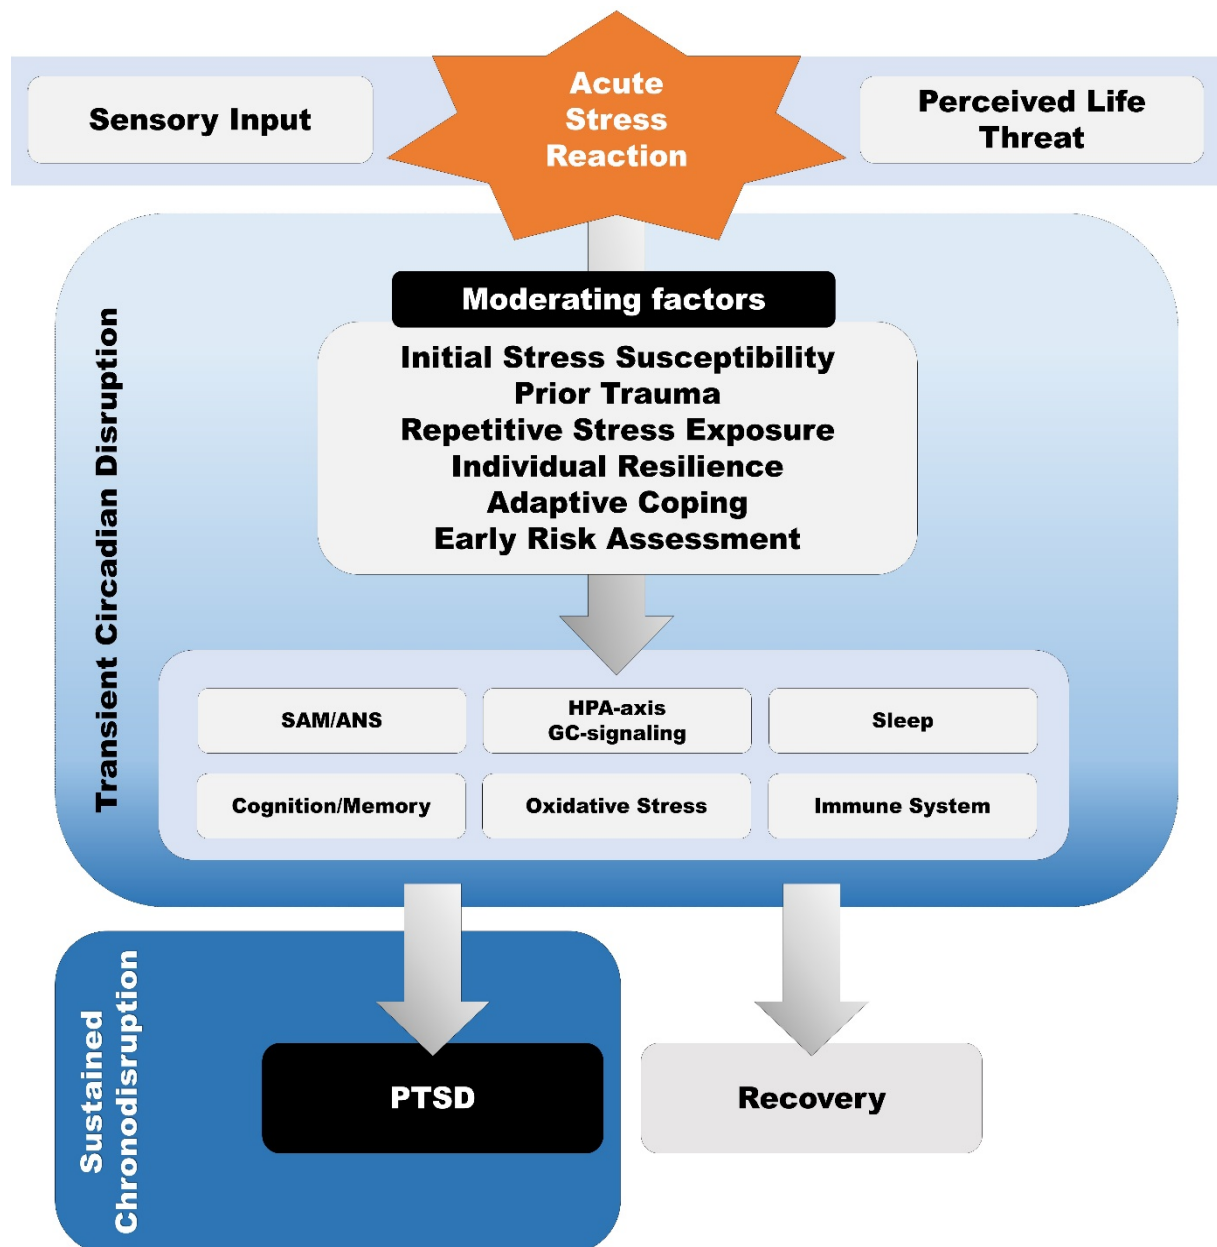 Sensory Input
Acute
Stress
Reaction
Perceived Life
Threat
Transient Circadian Disruption
Moderating factors
Initial Stress Susceptibility
Prior Trauma
Repetitive Stress Exposure
Individual Resilience
Adaptive Coping
Early Risk Assessment
SAM/ANS
HPA-axis
GC-signaling
Sleep
Cognition/Memory
Oxidative Stress
Immune System
Sustained
Chronodisruption
PTSD
Recovery